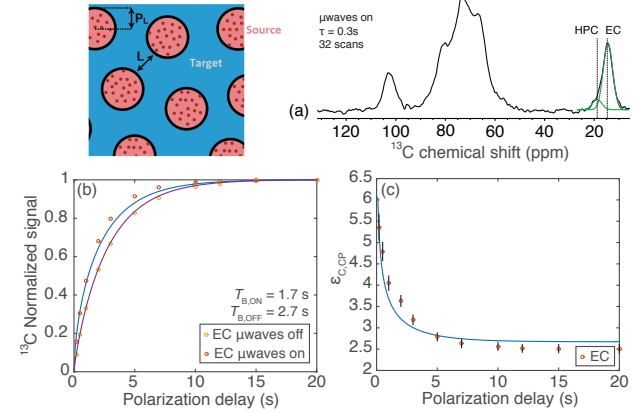 P_L
Source
L
Target
μwaves on
τ = 0.3s
32 scans
HPC EC
(a)
120 100 80 60 40 20
¹³C chemical shift (ppm)
(b)
1
0.8
0.6
0.4
0.2
0
T_B,ON = 1.7 s
T_B,OFF = 2.7 s
EC μwaves off
EC μwaves on
0 5 10 15 20
Polarization delay (s)
¹³C Normalized signal
(c)
6.5
6
5.5
5
4.5
4
3.5
3
2.5
2
EC
0 5 10 15 20
Polarization delay (s)
ε_C,CP